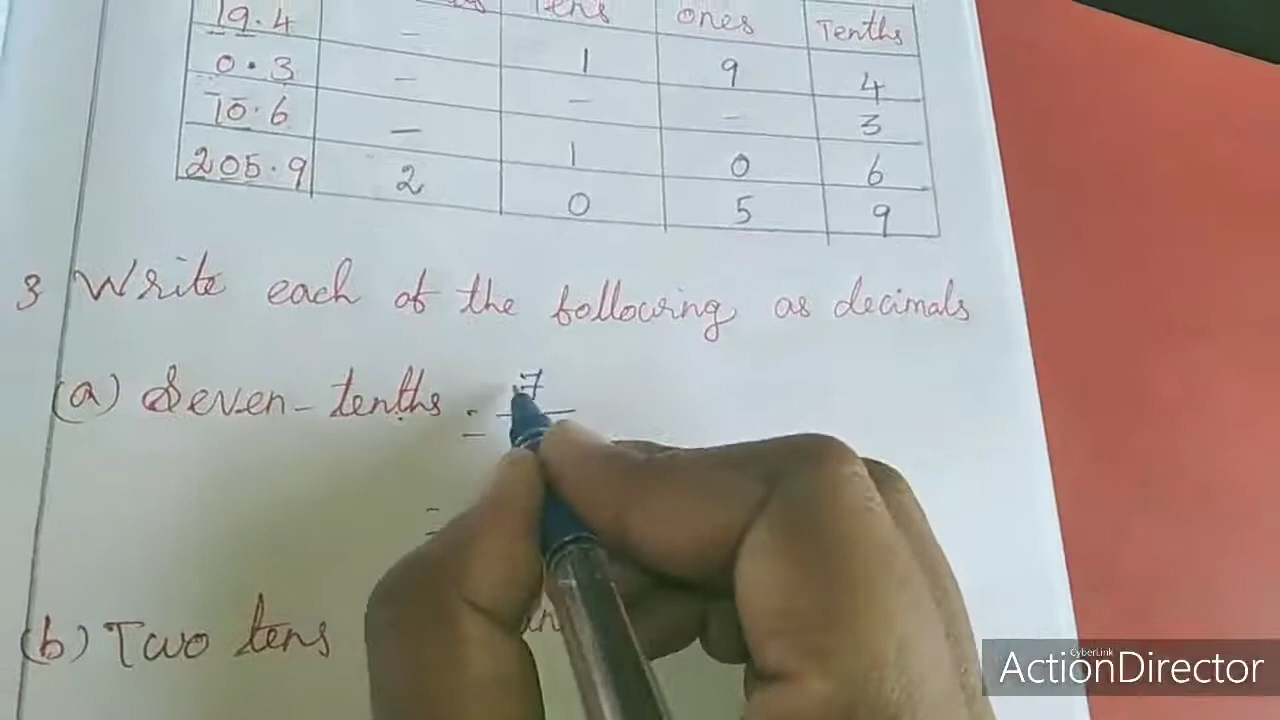 Tens ones Tenths
19.4 - 1 9 4
0.3 - - - 3
10.6 - 1 0 6
205.9 2 0 5 9
3 Write each of the following as decimals
(a) Seven-tenths = 7
=
(b) Two tens
CyberLink
ActionDirector